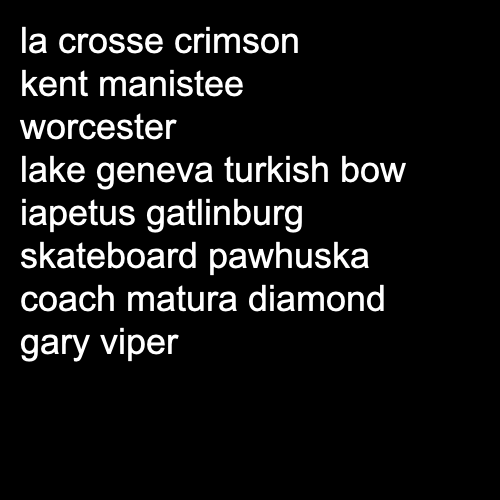 la crosse crimson
kent manistee
worcester
lake geneva turkish bow
iapetus gatlinburg
skateboard pawhuska
coach matura diamond
gary viper